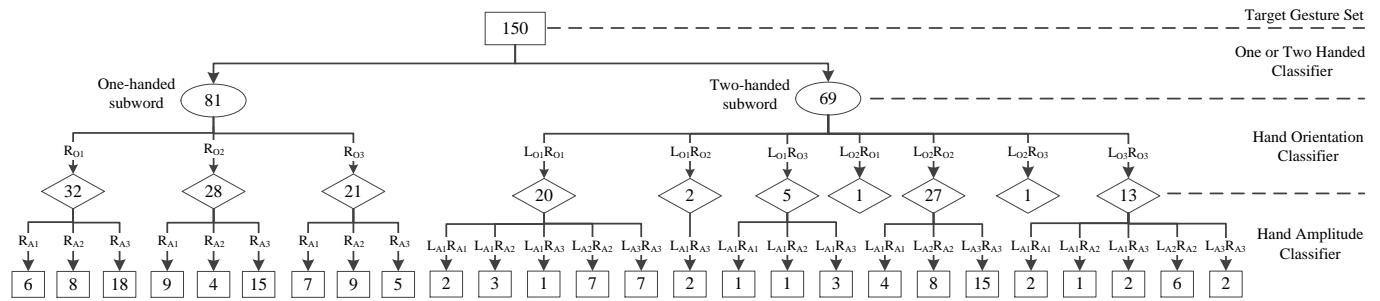 150
Target Gesture Set
One or Two Handed
Classifier
One-handed
subword
81
Two-handed
subword
69
Hand Orientation
Classifier
R_O1 R_O2 R_O3 L_O1R_O1 L_O1R_O2 L_O1R_O3 L_O2R_O1 L_O2R_O2 L_O2R_O3 L_O3R_O3
32 28 21 20 2 5 1 27 1 13
Hand Amplitude
Classifier
R_A1 R_A2 R_A3 R_A1 R_A2 R_A3 R_A1 R_A2 R_A3 L_A1R_A1 L_A1R_A2 L_A1R_A3 L_A2R_A2 L_A3R_A3 L_A1R_A3 L_A1R_A1 L_A1R_A2 L_A1R_A3 L_A1R_A1 L_A2R_A2 L_A3R_A3 L_A1R_A1 L_A1R_A2 L_A1R_A3 L_A2R_A2 L_A3R_A3
6 8 18 9 4 15 7 9 5 2 3 1 7 7 2 1 1 3 4 8 15 2 1 2 6 2